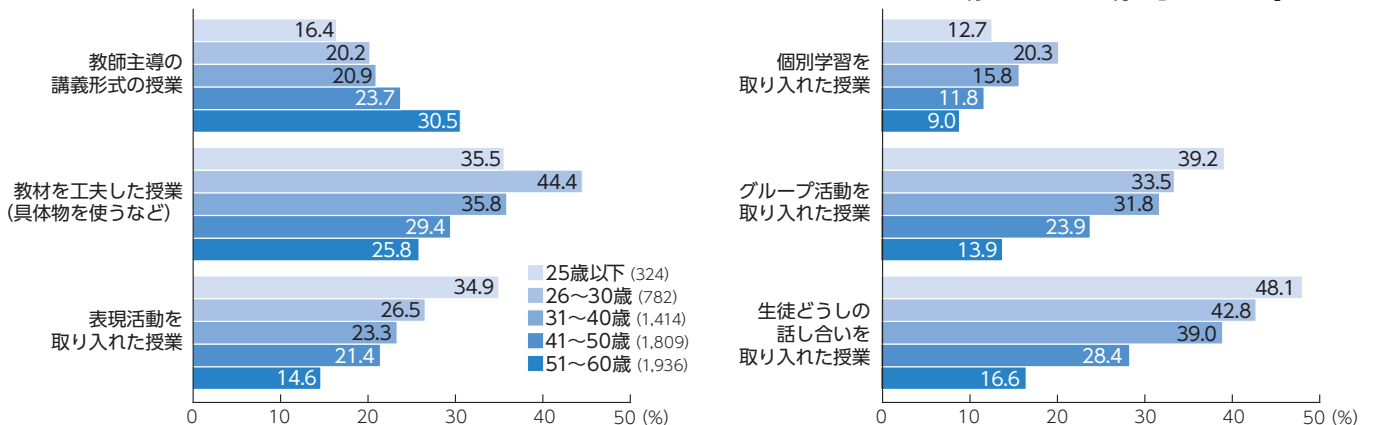 教師主導の
講義形式の授業
16.4
20.2
20.9
23.7
30.5
教材を工夫した授業
(具体物を使うなど)
35.5
44.4
35.8
29.4
25.8
表現活動を
取り入れた授業
34.9
26.5
23.3
21.4
14.6
25歳以下 (324)
26～30歳 (782)
31～40歳 (1,414)
41～50歳 (1,809)
51～60歳 (1,936)
0 10 20 30 40 50 (%)
個別学習を
取り入れた授業
12.7
20.3
15.8
11.8
9.0
グループ活動を
取り入れた授業
39.2
33.5
31.8
23.9
13.9
生徒どうしの
話し合いを
取り入れた授業
48.1
42.8
39.0
28.4
16.6
0 10 20 30 40 50 (%)